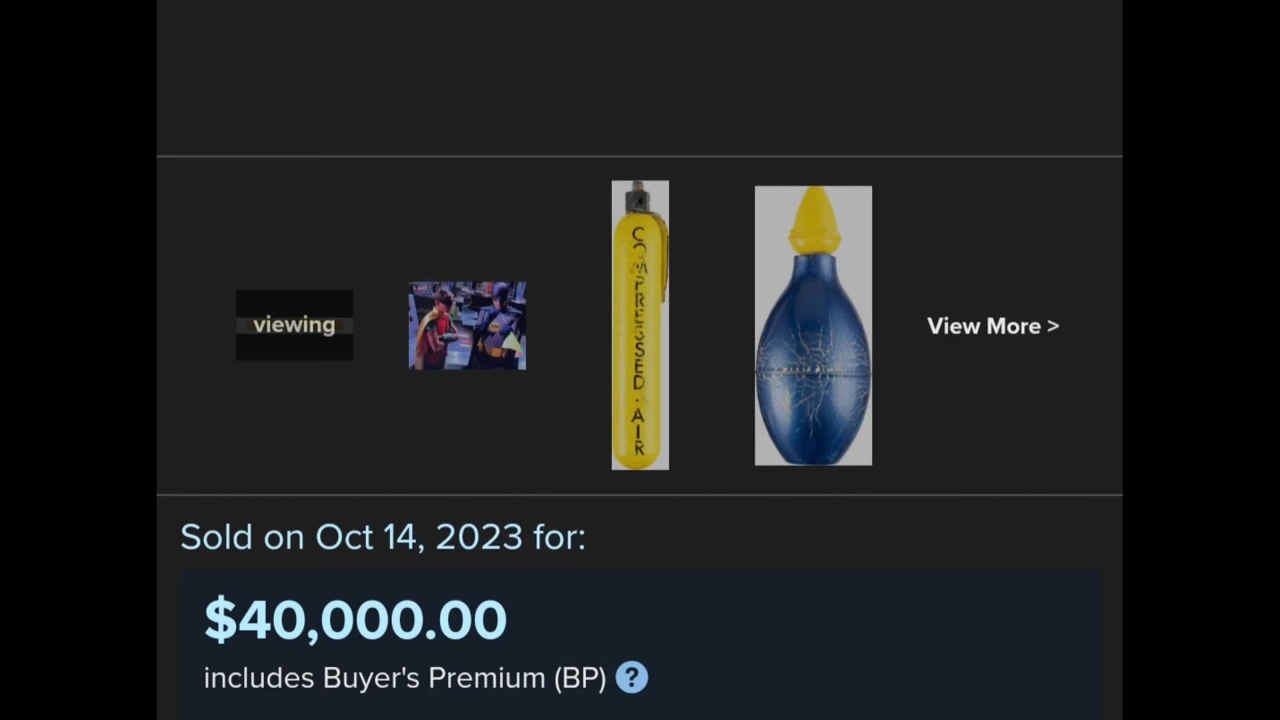 viewing
COMPRESSED · AIR
View More >
Sold on Oct 14, 2023 for:
$40,000.00
includes Buyer's Premium (BP) ?